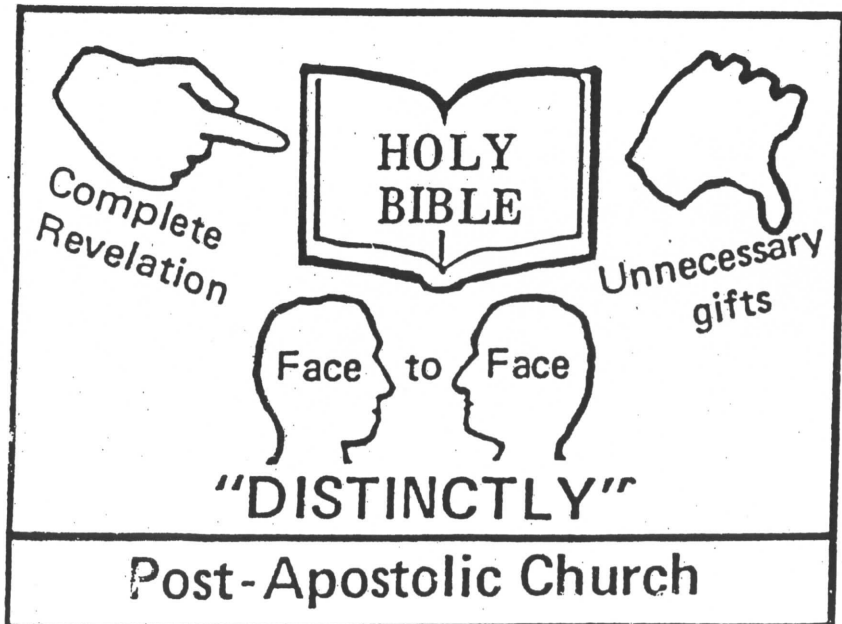 Complete
Revelation
HOLY
BIBLE
Unnecessary
gifts
Face to Face
"DISTINCTLY"
Post-Apostolic Church